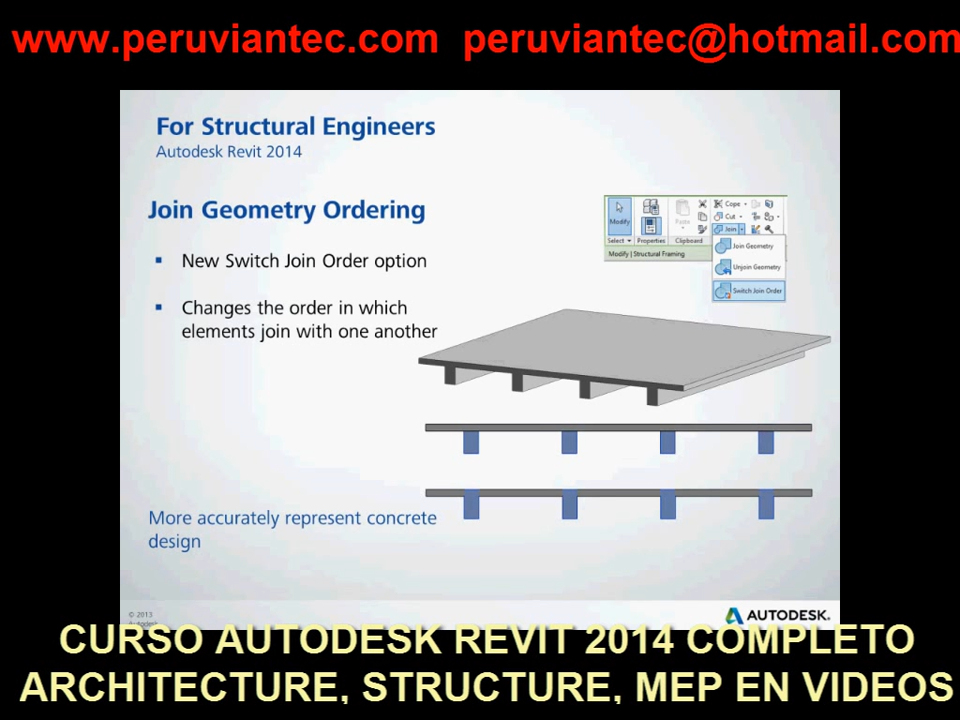 www.peruviantec.com peruviantec@hotmail.com
For Structural Engineers
Autodesk Revit 2014
Join Geometry Ordering
New Switch Join Order option
Changes the order in which
elements join with one another
Modify
Select
Properties
Paste
Clipboard
Cope
Cut
Join
Modify | Structural Framing
Join Geometry
Unjoin Geometry
Switch Join Order
More accurately represent concrete
design
© 2013
Autodesk
AUTODESK.
CURSO AUTODESK REVIT 2014 COMPLETO
ARCHITECTURE, STRUCTURE, MEP EN VIDEOS